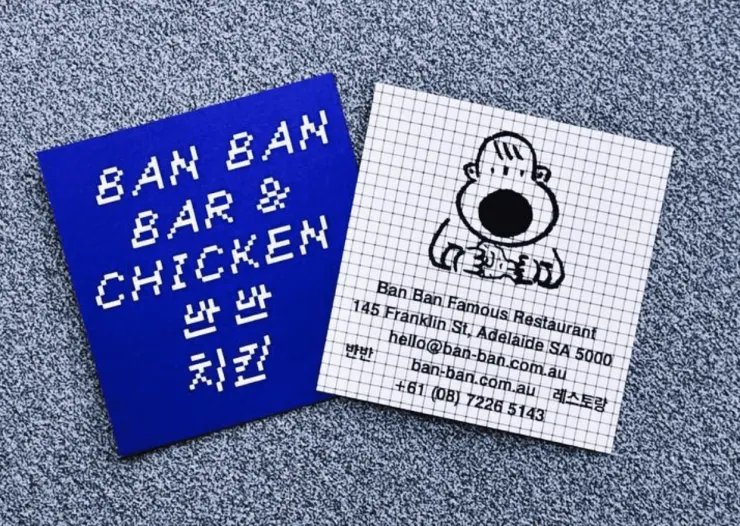 BAN BAN
BAR &
CHICKEN
반반
치킨
Ban Ban Famous Restaurant
145 Franklin St, Adelaide SA 5000
hello@ban-ban.com.au
반반 ban-ban.com.au 레스토랑
+61 (08) 7226 5143